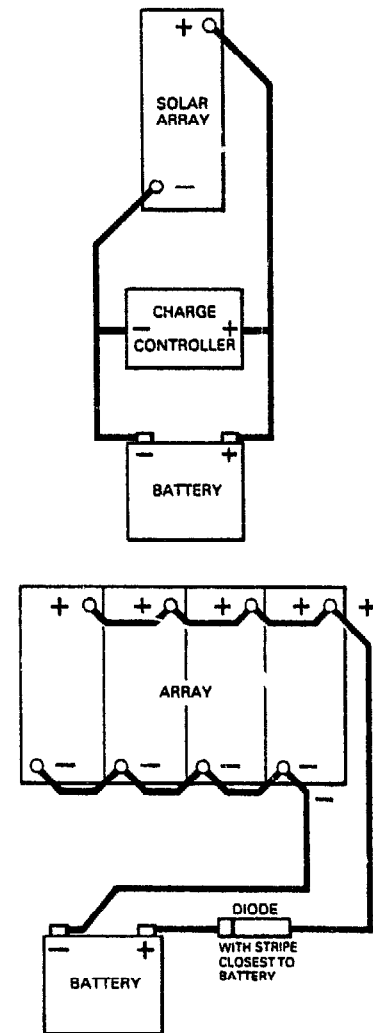 +
SOLAR
ARRAY
−
CHARGE
− +
CONTROLLER
− +
BATTERY
+ + + + +
ARRAY
− − − −
−
DIODE
− +
WITH STRIPE
CLOSEST TO
BATTERY
BATTERY